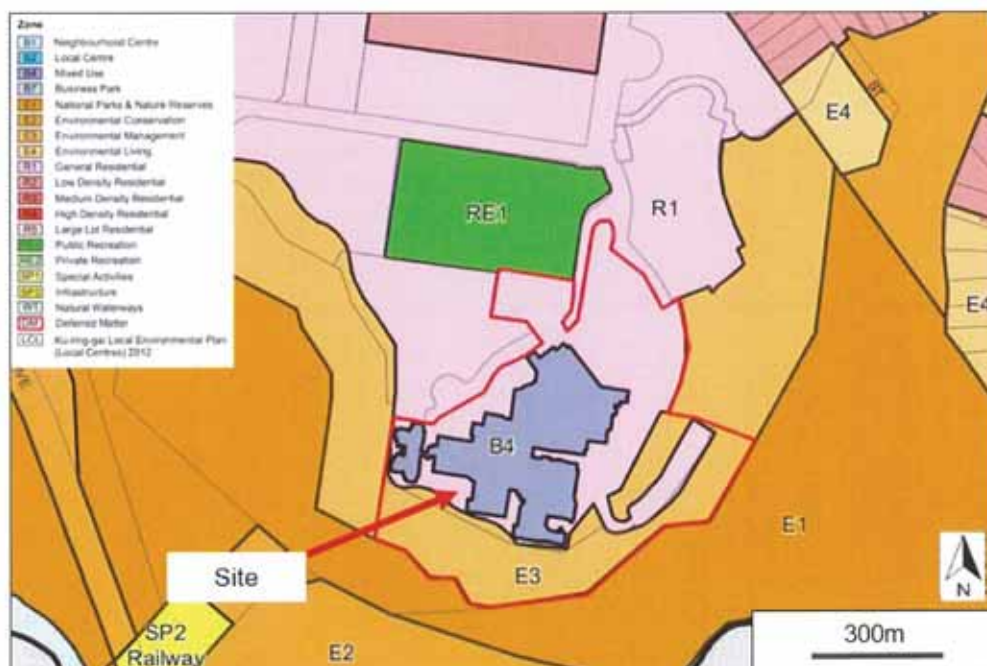 Zone
B1 Neighbourhood Centre
B2 Local Centre
B4 Mixed Use
B7 Business Park
E1 National Parks & Nature Reserves
E2 Environmental Conservation
E3 Environmental Management
E4 Environmental Living
R1 General Residential
R2 Low Density Residential
R3 Medium Density Residential
R4 High Density Residential
R5 Large Lot Residential
Public Recreation
RE2 Private Recreation
SP1 Special Activities
SP2 Infrastructure
Natural Waterways
DM Deferred Matter
LCL Ku-ring-gai Local Environmental Plan
(Local Centres) 2012
E4
RE1
R1
E4
B4
E1
Site
E3
N
SP2
Railway
E2
300m